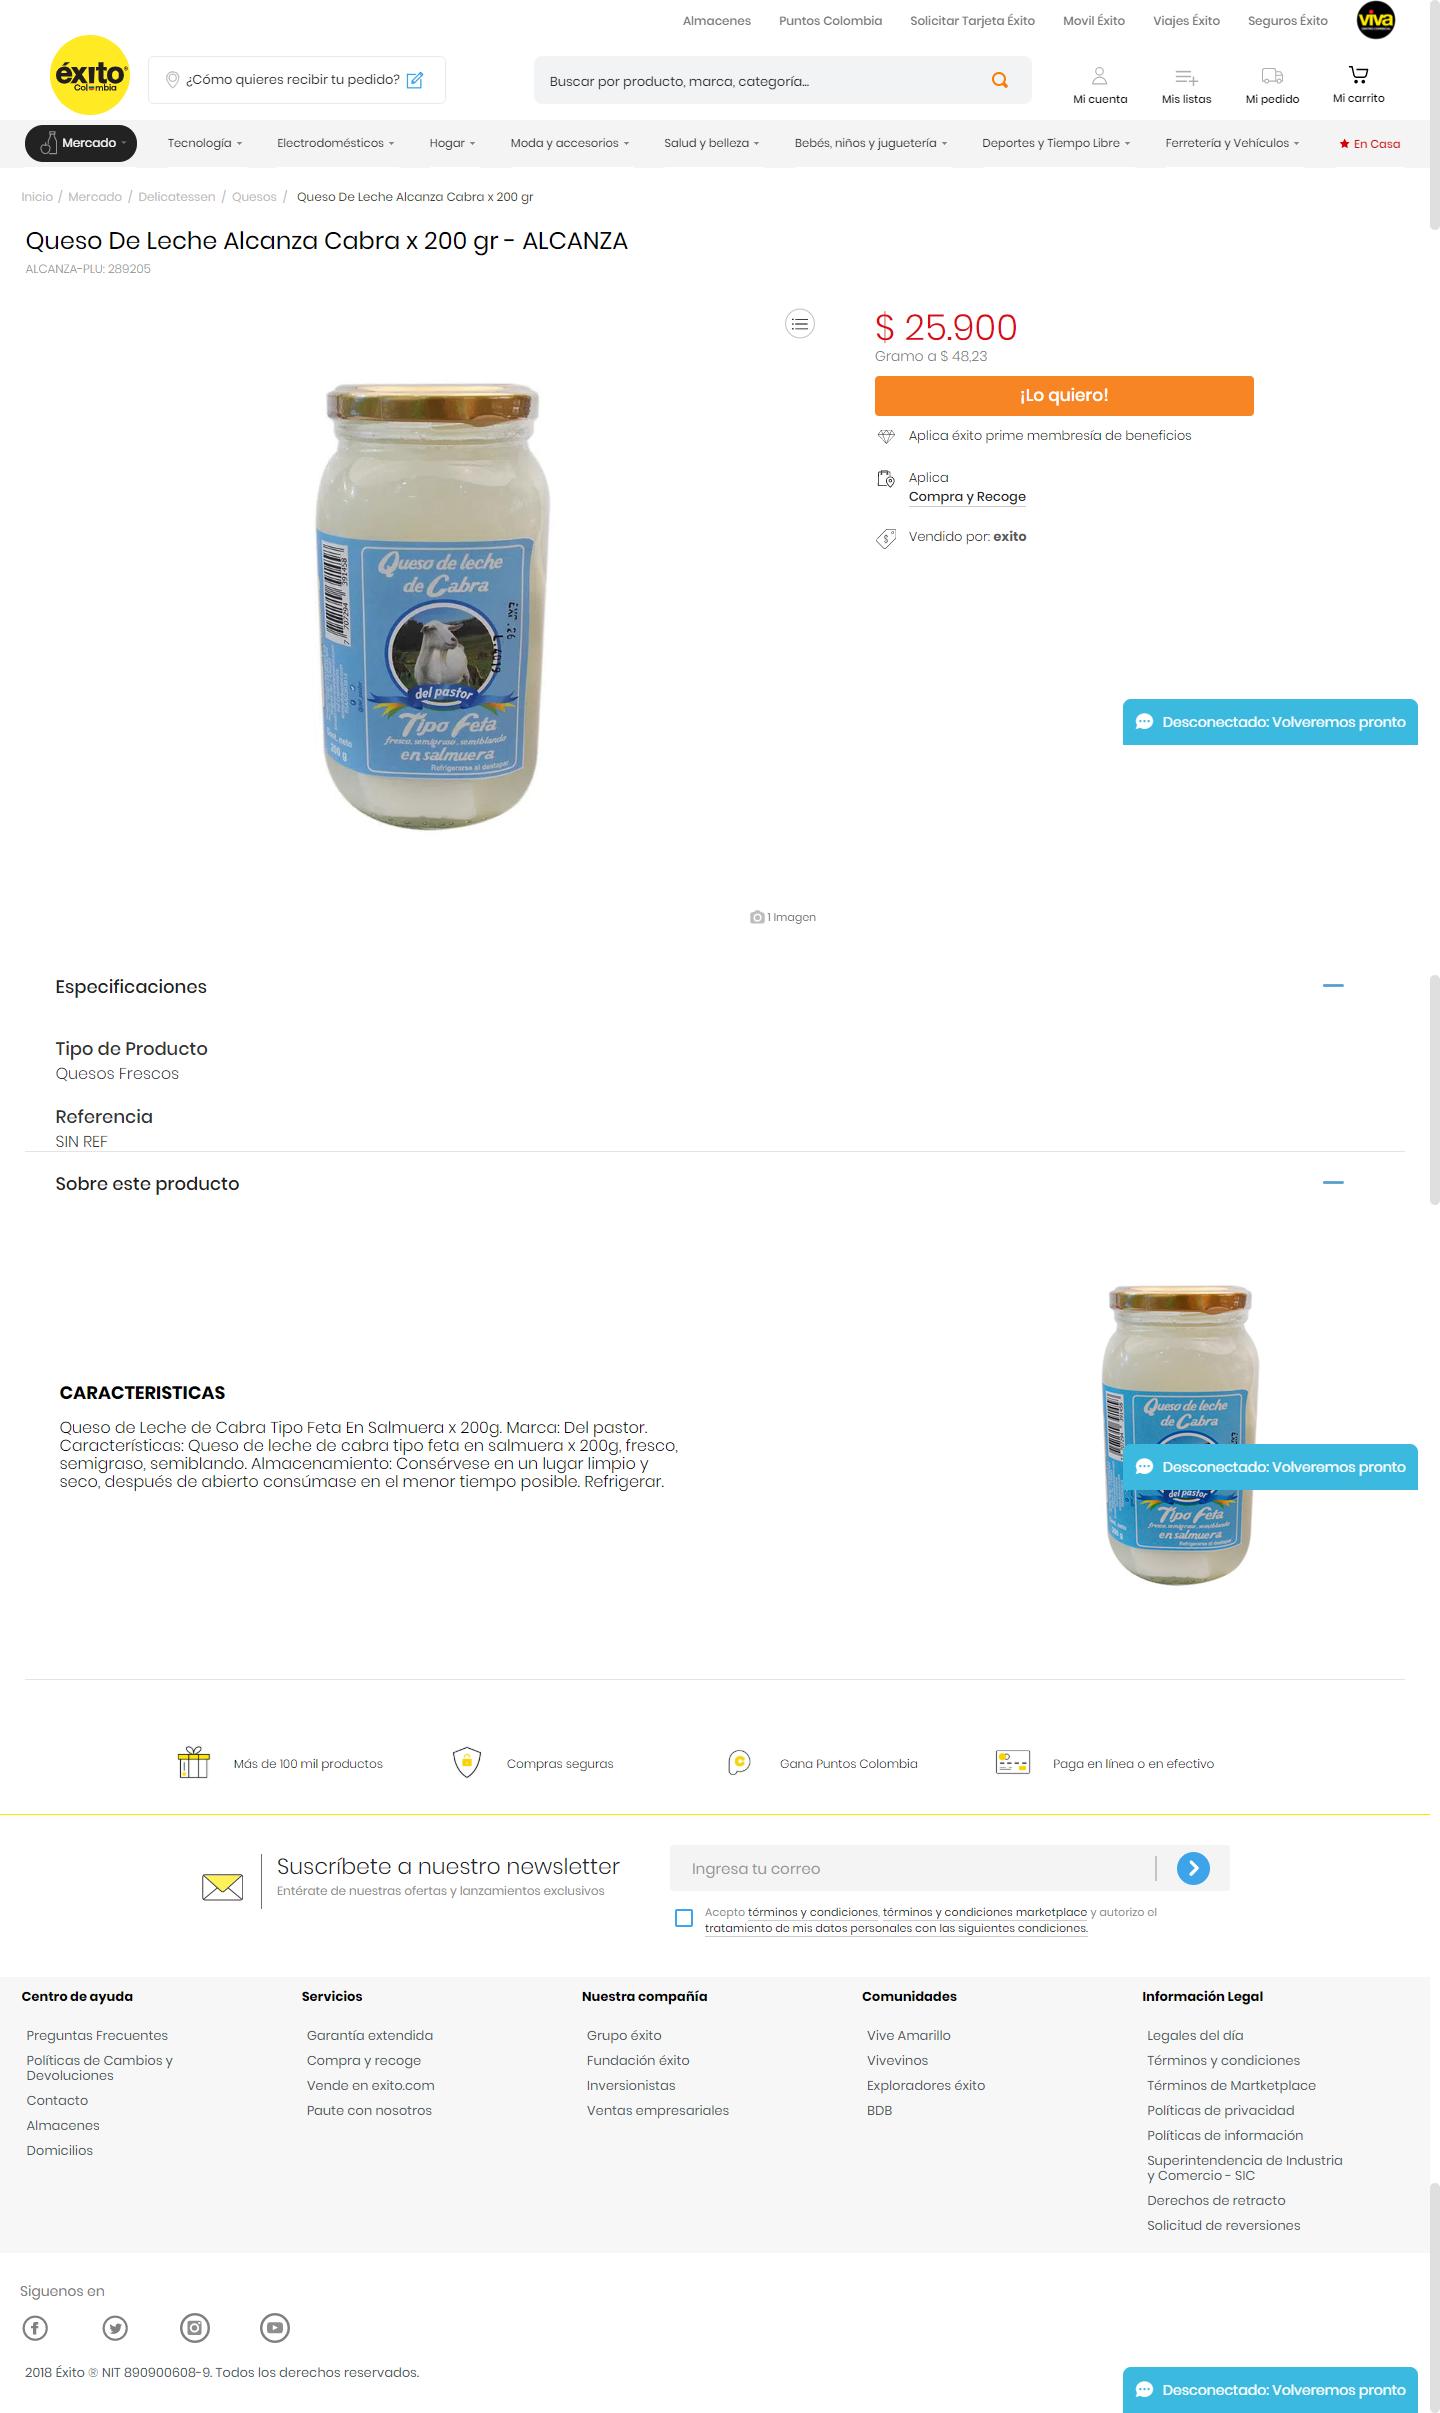 Almacenes Puntos Colombia Solicitar Tarjeta Éxito Movil Éxito Viajes Éxito Seguros Éxito viva
éxito
Colombia
¿Cómo quieres recibir tu pedido?
Buscar por producto, marca, categoría...
Mi cuenta Mis listas Mi pedido Mi carrito
Mercado Tecnología Electrodomésticos Hogar Moda y accesorios Salud y belleza Bebés, niños y juguetería Deportes y Tiempo Libre Ferretería y Vehículos En Casa
Inicio / Mercado / Delicatessen / Quesos / Queso De Leche Alcanza Cabra x 200 gr
Queso De Leche Alcanza Cabra x 200 gr - ALCANZA
ALCANZA-PLU: 289205
$ 25.900
Gramo a $ 48,23
¡Lo quiero!
Aplica éxito prime membresía de beneficios
Aplica
Compra y Recoge
Vendido por: exito
Queso de leche
de Cabra
del pastor
Tipo Feta
fresco, semigraso, semiblando
en salmuera
Refrigerarse al destapar
Desconectado: Volveremos pronto
1 Imagen
Especificaciones
Tipo de Producto
Quesos Frescos
Referencia
SIN REF
Sobre este producto
CARACTERISTICAS
Queso de Leche de Cabra Tipo Feta En Salmuera x 200g. Marca: Del pastor.
Características: Queso de leche de cabra tipo feta en salmuera x 200g, fresco,
semigraso, semiblando. Almacenamiento: Consérvese en un lugar limpio y
seco, después de abierto consúmase en el menor tiempo posible. Refrigerar.
Queso de leche
de Cabra
Desconectado: Volveremos pronto
del pastor
Tipo Feta
fresco, semigraso, semiblando
en salmuera
Refrigerarse al destapar
Más de 100 mil productos
Compras seguras
Gana Puntos Colombia
Paga en línea o en efectivo
Suscríbete a nuestro newsletter
Entérate de nuestras ofertas y lanzamientos exclusivos
Ingresa tu correo
Acepto términos y condiciones, términos y condiciones marketplace y autorizo el
tratamiento de mis datos personales con las siguientes condiciones.
Centro de ayuda
Preguntas Frecuentes
Políticas de Cambios y
Devoluciones
Contacto
Almacenes
Domicilios
Servicios
Garantía extendida
Compra y recoge
Vende en exito.com
Paute con nosotros
Nuestra compañía
Grupo éxito
Fundación éxito
Inversionistas
Ventas empresariales
Comunidades
Vive Amarillo
Vivevinos
Exploradores éxito
BDB
Información Legal
Legales del día
Términos y condiciones
Términos de Martketplace
Políticas de privacidad
Políticas de información
Superintendencia de Industria
y Comercio - SIC
Derechos de retracto
Solicitud de reversiones
Siguenos en
2018 Éxito ® NIT 890900608-9. Todos los derechos reservados.
Desconectado: Volveremos pronto